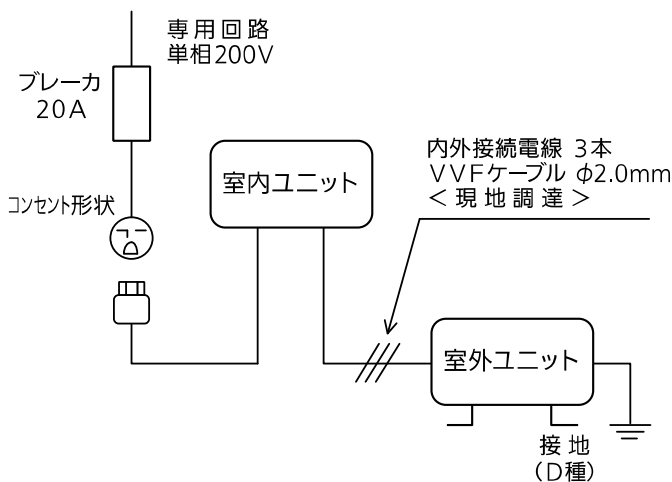 専用回路
単相200V
ブレーカ
20A
内外接続電線 3本
VVFケーブル φ2.0mm
＜現地調達＞
室内ユニット
コンセント形状
室外ユニット
接地
（D種）